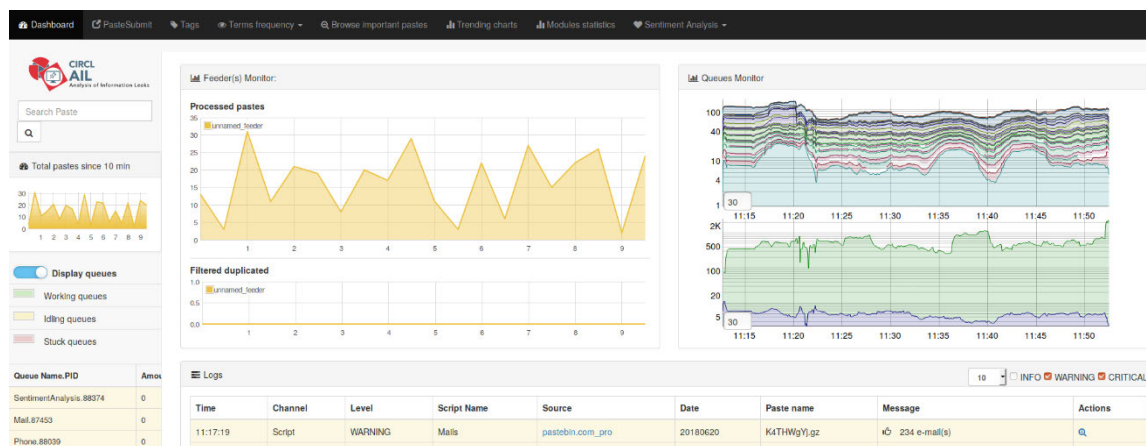 Dashboard PasteSubmit Tags Terms frequency Browse important pastes Trending charts Modules statistics Sentiment Analysis
CIRCL
AIL
Analysis of Information Leaks
Search Paste
Total pastes since 10 min
30
20
10
0
1 2 3 4 5 6 7 8 9
Display queues
Working queues
Idling queues
Stuck queues
Queue Name.PID Amou
SentimentAnalysis.88374 0
Mail.87453 0
Phone.88039 0
Feeder(s) Monitor:
Processed pastes
unnamed_feeder
35
30
25
20
15
10
5
0
1 2 3 4 5 6 7 8 9
Filtered duplicated
unnamed_feeder
1.0
0.5
0.0
1 2 3 4 5 6 7 8 9
Queues Monitor
100
40
10
4
1
30
11:15 11:20 11:25 11:30 11:35 11:40 11:45 11:50
2K
500
100
20
5
30
11:15 11:20 11:25 11:30 11:35 11:40 11:45 11:50
Logs
10 INFO WARNING CRITICAL
Time Channel Level Script Name Source Date Paste name Message Actions
11:17:19 Script WARNING Mails pastebin.com_pro 20180620 K4THWgYj.gz 234 e-mail(s)